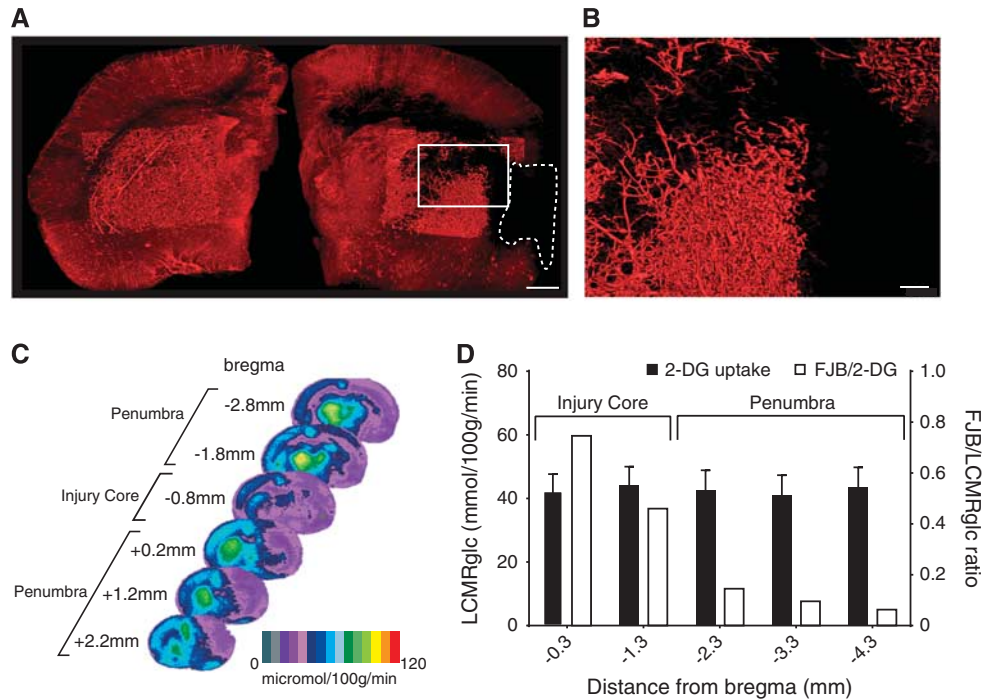 A
B
C
bregma
Penumbra
-2.8mm
-1.8mm
Injury Core
-0.8mm
+0.2mm
Penumbra
+1.2mm
+2.2mm
0
120
micromol/100g/min
D
2-DG uptake
FJB/2-DG
Injury Core
Penumbra
80
60
40
20
0
LCMRglc (mmol/100g/min)
1.0
0.8
0.6
0.4
0.2
0
FJB/LCMRglc ratio
-0.3
-1.3
-2.3
-3.3
-4.3
Distance from bregma (mm)